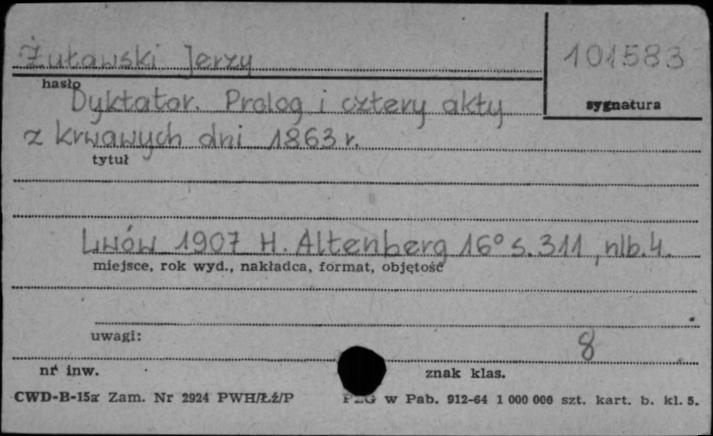 Żuławski Jerzy
101583
hasło
sygnatura
Dyktator. Prolog i cztery akty
z krwawych dni 1863 r.
tytuł
Lwów 1907 H. Altenberg 16° s. 311, nlb. 4.
miejsce, rok wyd., nakładca, format, objętość
uwagi:
8
nr inw.
znak klas.
CWD-B-15a Zam. Nr 2924 PWH/Łź/P
PZG w Pab. 912-64 1 000 000 szt. kart. b. kl. 5.